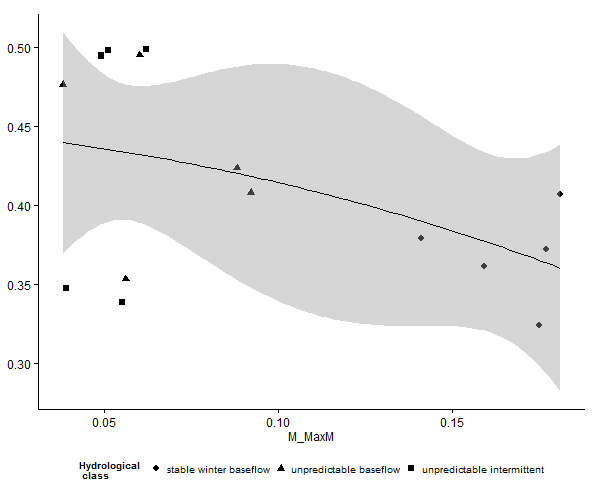 0.50
0.45
0.40
0.35
0.30
0.05 0.10 0.15
M_MaxM
Hydrological
class
stable winter baseflow unpredictable baseflow unpredictable intermittent